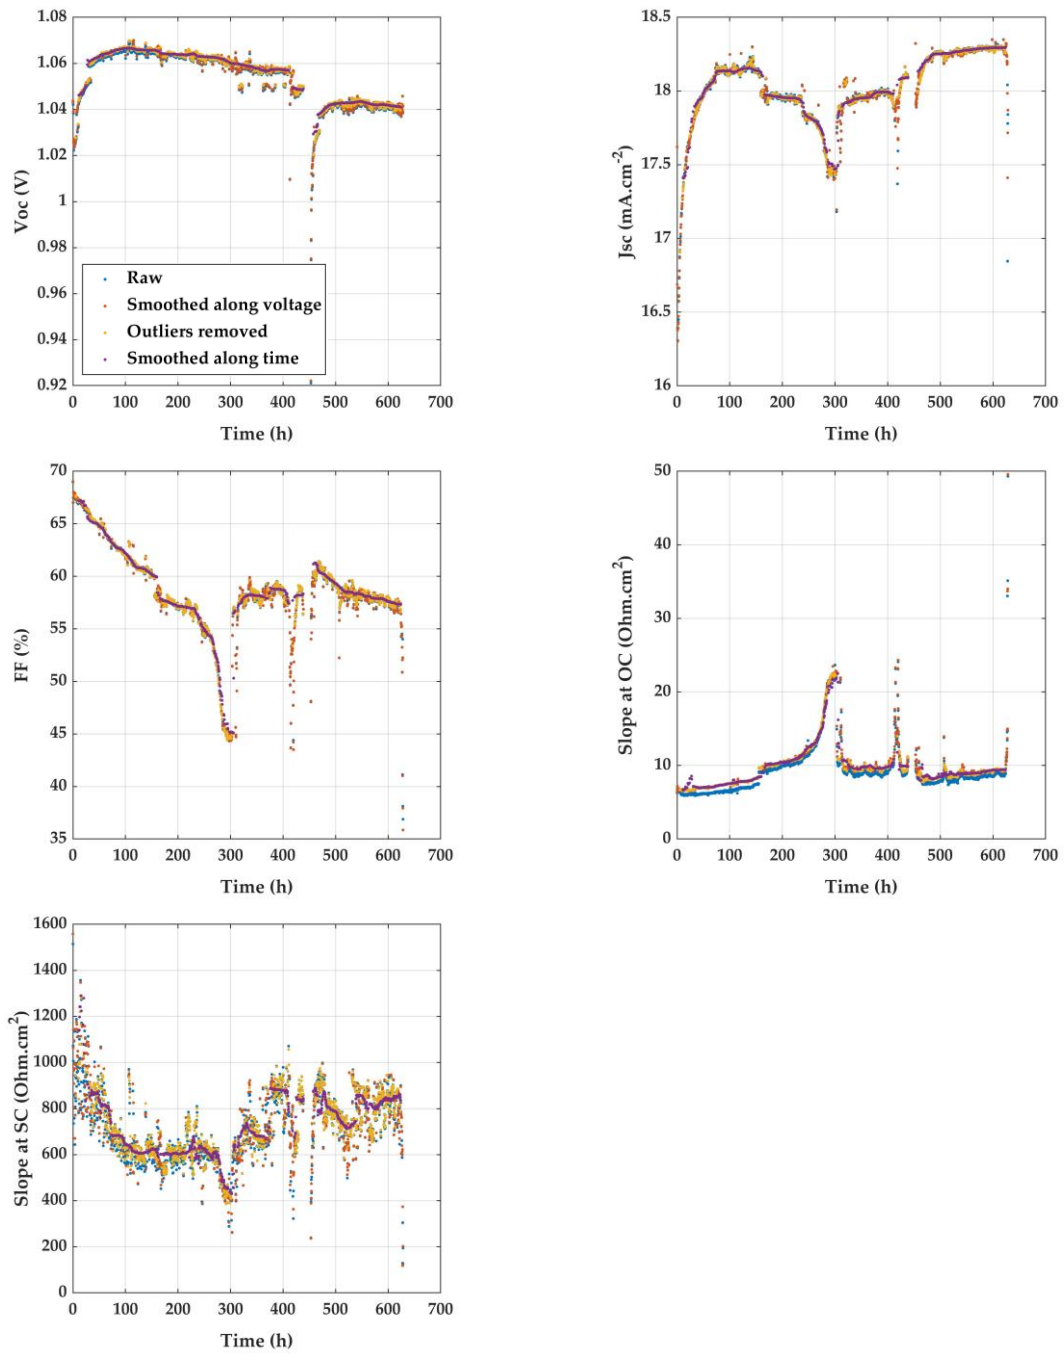 1.08
1.06
1.04
1.02
1
0.98
0.96
0.94
0.92
Voc (V)
Raw
Smoothed along voltage
Outliers removed
Smoothed along time
0 100 200 300 400 500 600 700
Time (h)
18.5
18
17.5
17
16.5
16
Jsc (mA.cm⁻²)
0 100 200 300 400 500 600 700
Time (h)
70
65
60
55
50
45
40
35
FF (%)
0 100 200 300 400 500 600 700
Time (h)
50
40
30
20
10
0
Slope at OC (Ohm.cm²)
0 100 200 300 400 500 600 700
Time (h)
1600
1400
1200
1000
800
600
400
200
0
Slope at SC (Ohm.cm²)
0 100 200 300 400 500 600 700
Time (h)